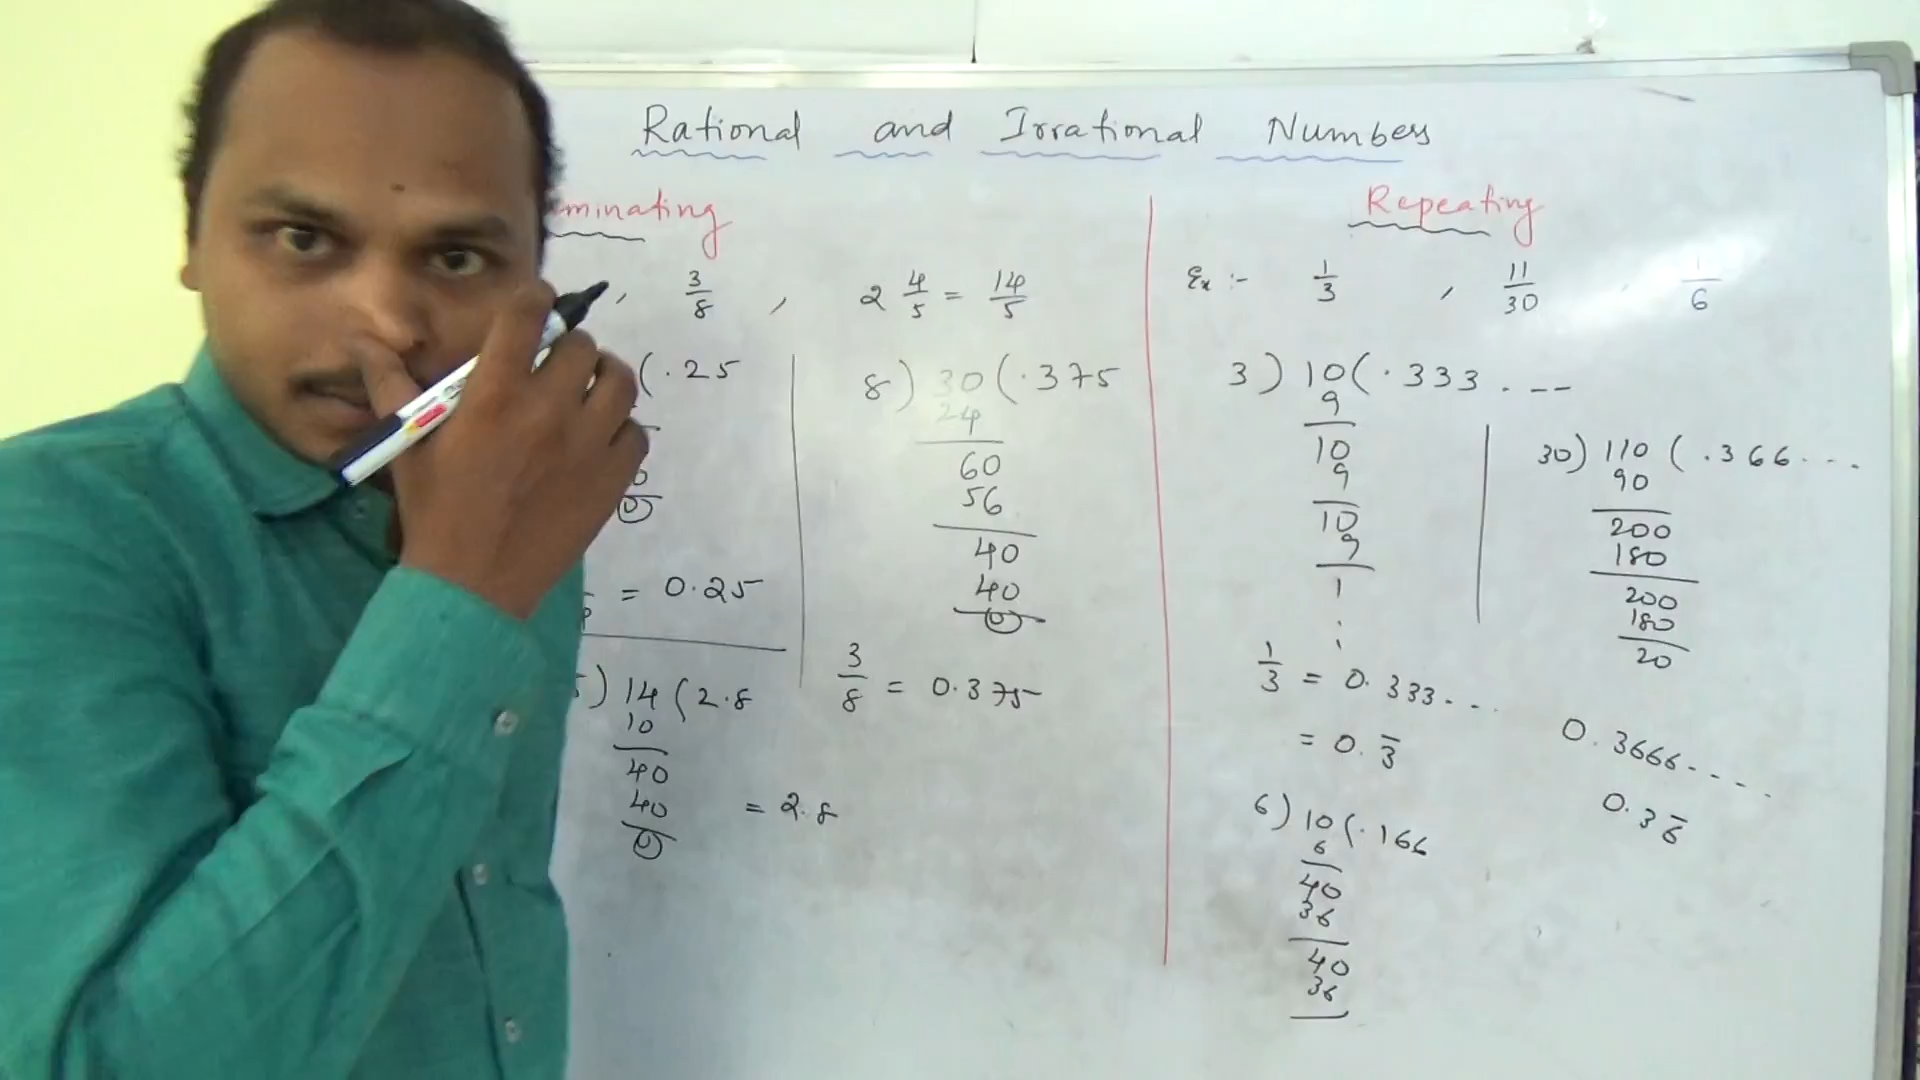 Rational and Irrational Numbers
minating
, 3/8 , 2 4/5 = 14/5
( .25
= 0.25
8 ) 30 ( .375
24
60
56
40
40
0
3/8 = 0.375
) 14 ( 2.8
10
40
40
0
= 2.8
Repeating
Ex :- 1/3 , 11/30 1/6
3 ) 10 ( .333 . --
9
10
9
10
9
1
1/3 = 0.333. . .
= 0.3̅
30) 110 ( .366...
90
200
180
200
180
20
0.3666- - -
0.36̅
6 ) 10 ( .166
6
40
36
40
36